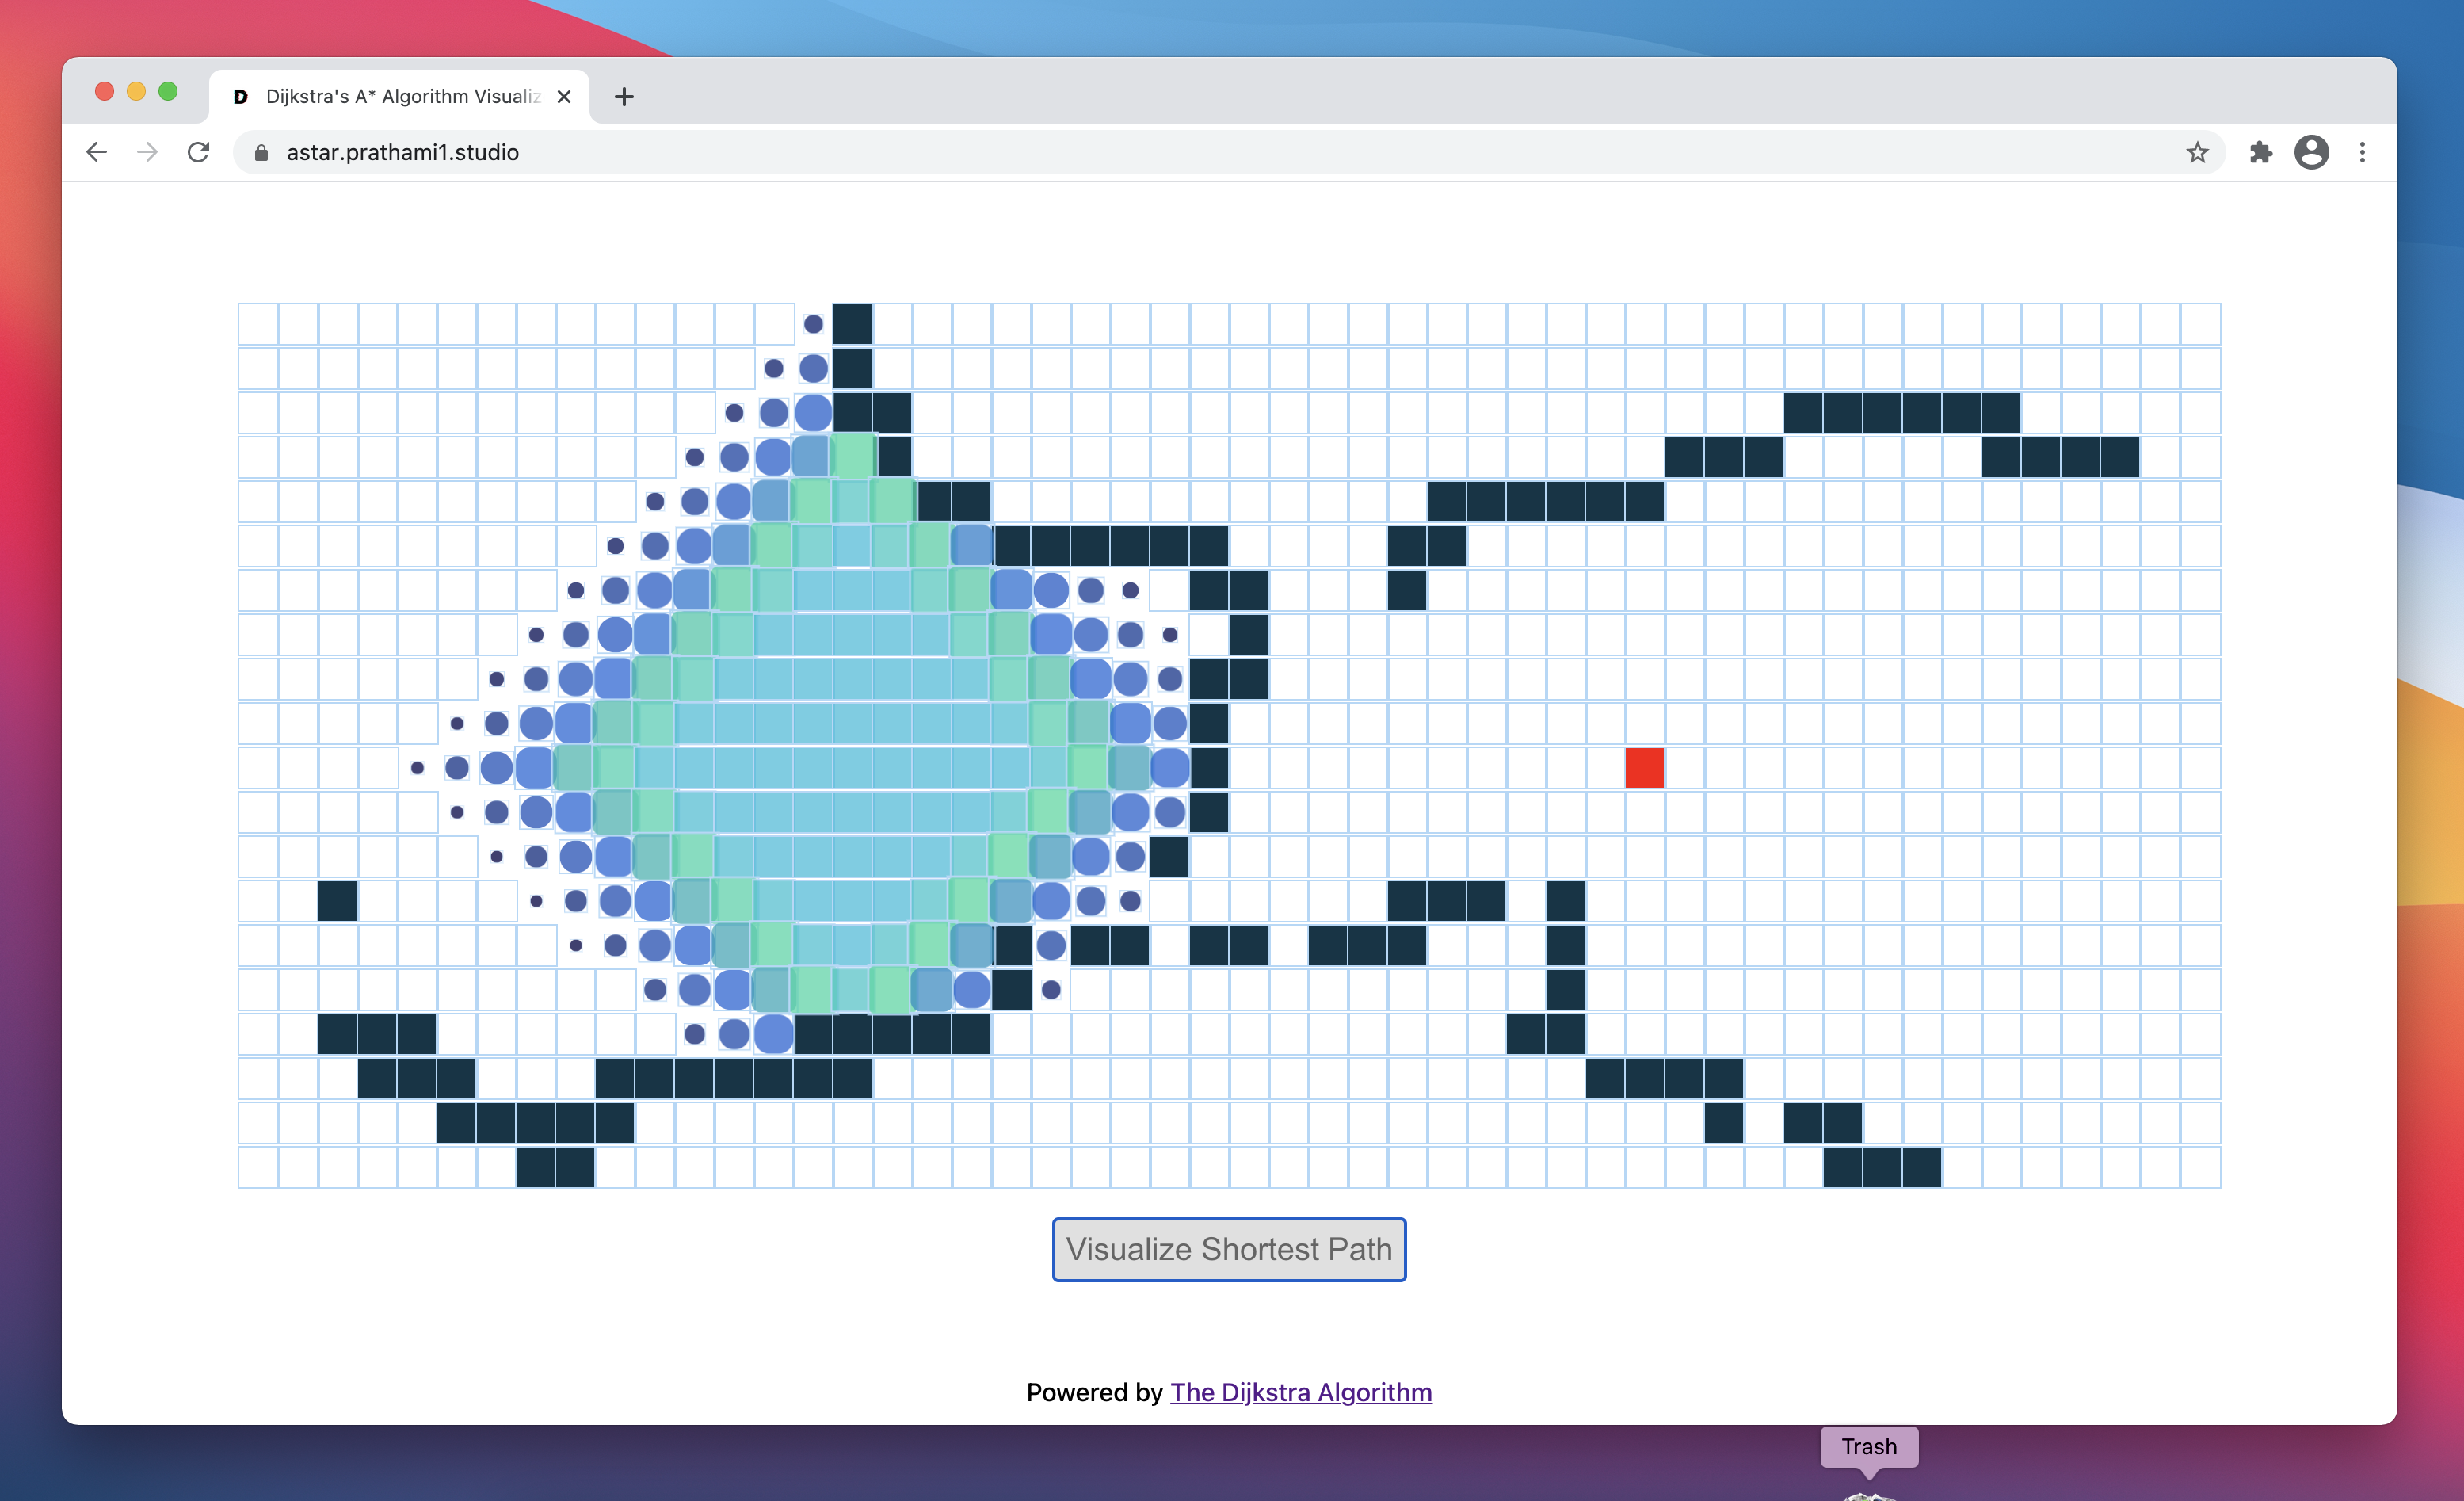 D Dijkstra's A* Algorithm Visualiz
astar.prathami1.studio
Visualize Shortest Path
Powered by The Dijkstra Algorithm
Trash